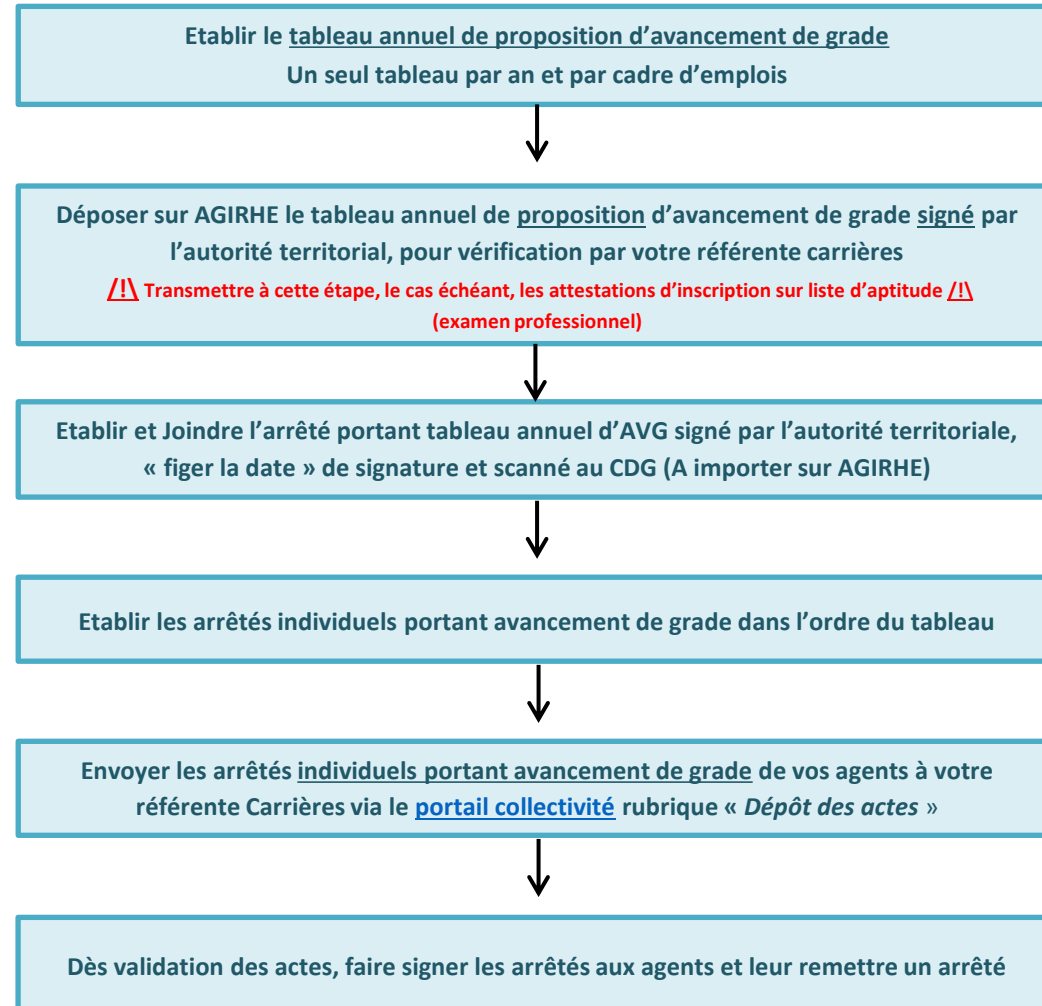 Etablir le tableau annuel de proposition d’avancement de grade
Un seul tableau par an et par cadre d’emplois
Déposer sur AGIRHE le tableau annuel de proposition d’avancement de grade signé par
l’autorité territorial, pour vérification par votre référente carrières
/!\ Transmettre à cette étape, le cas échéant, les attestations d’inscription sur liste d’aptitude /!\
(examen professionnel)
Etablir et Joindre l’arrêté portant tableau annuel d’AVG signé par l’autorité territoriale,
« figer la date » de signature et scanné au CDG (A importer sur AGIRHE)
Etablir les arrêtés individuels portant avancement de grade dans l’ordre du tableau
Envoyer les arrêtés individuels portant avancement de grade de vos agents à votre
référente Carrières via le portail collectivité rubrique « Dépôt des actes »
Dès validation des actes, faire signer les arrêtés aux agents et leur remettre un arrêté